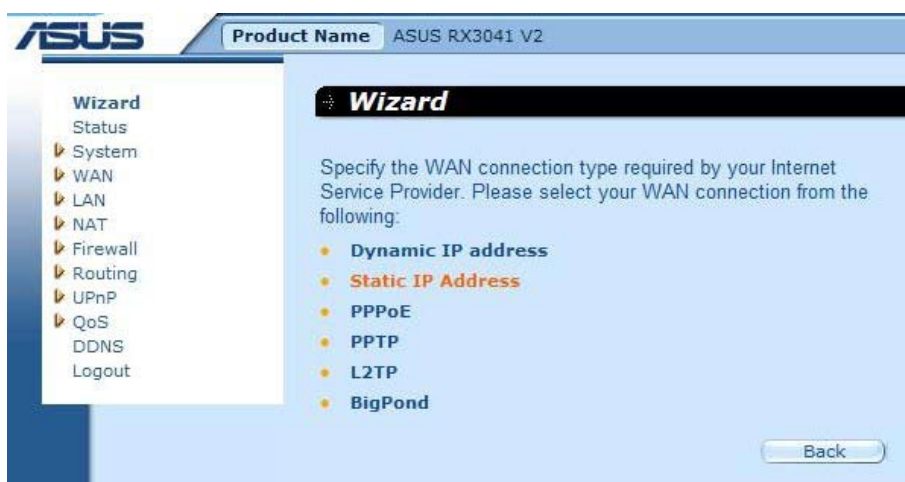 ASUS
Product Name ASUS RX3041 V2
Wizard
Status
System
WAN
LAN
NAT
Firewall
Routing
UPnP
QoS
DDNS
Logout
Wizard
Specify the WAN connection type required by your Internet
Service Provider. Please select your WAN connection from the
following:
Dynamic IP address
Static IP Address
PPPoE
PPTP
L2TP
BigPond
Back